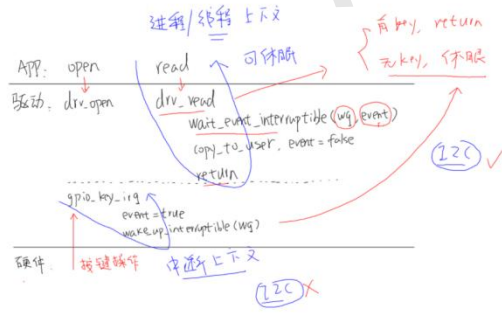 进程/线程 上下文
有key, return
无key, 休眠
APP: open read 可休眠
驱动: drv_open drv_read
wait_event_interruptible(wq, event)
copy_to_user, event=false
return
I2C
gpio_key_irg
event=true
wake_up_interruptible(wq)
硬件: 按键操作 中断上下文
I2C